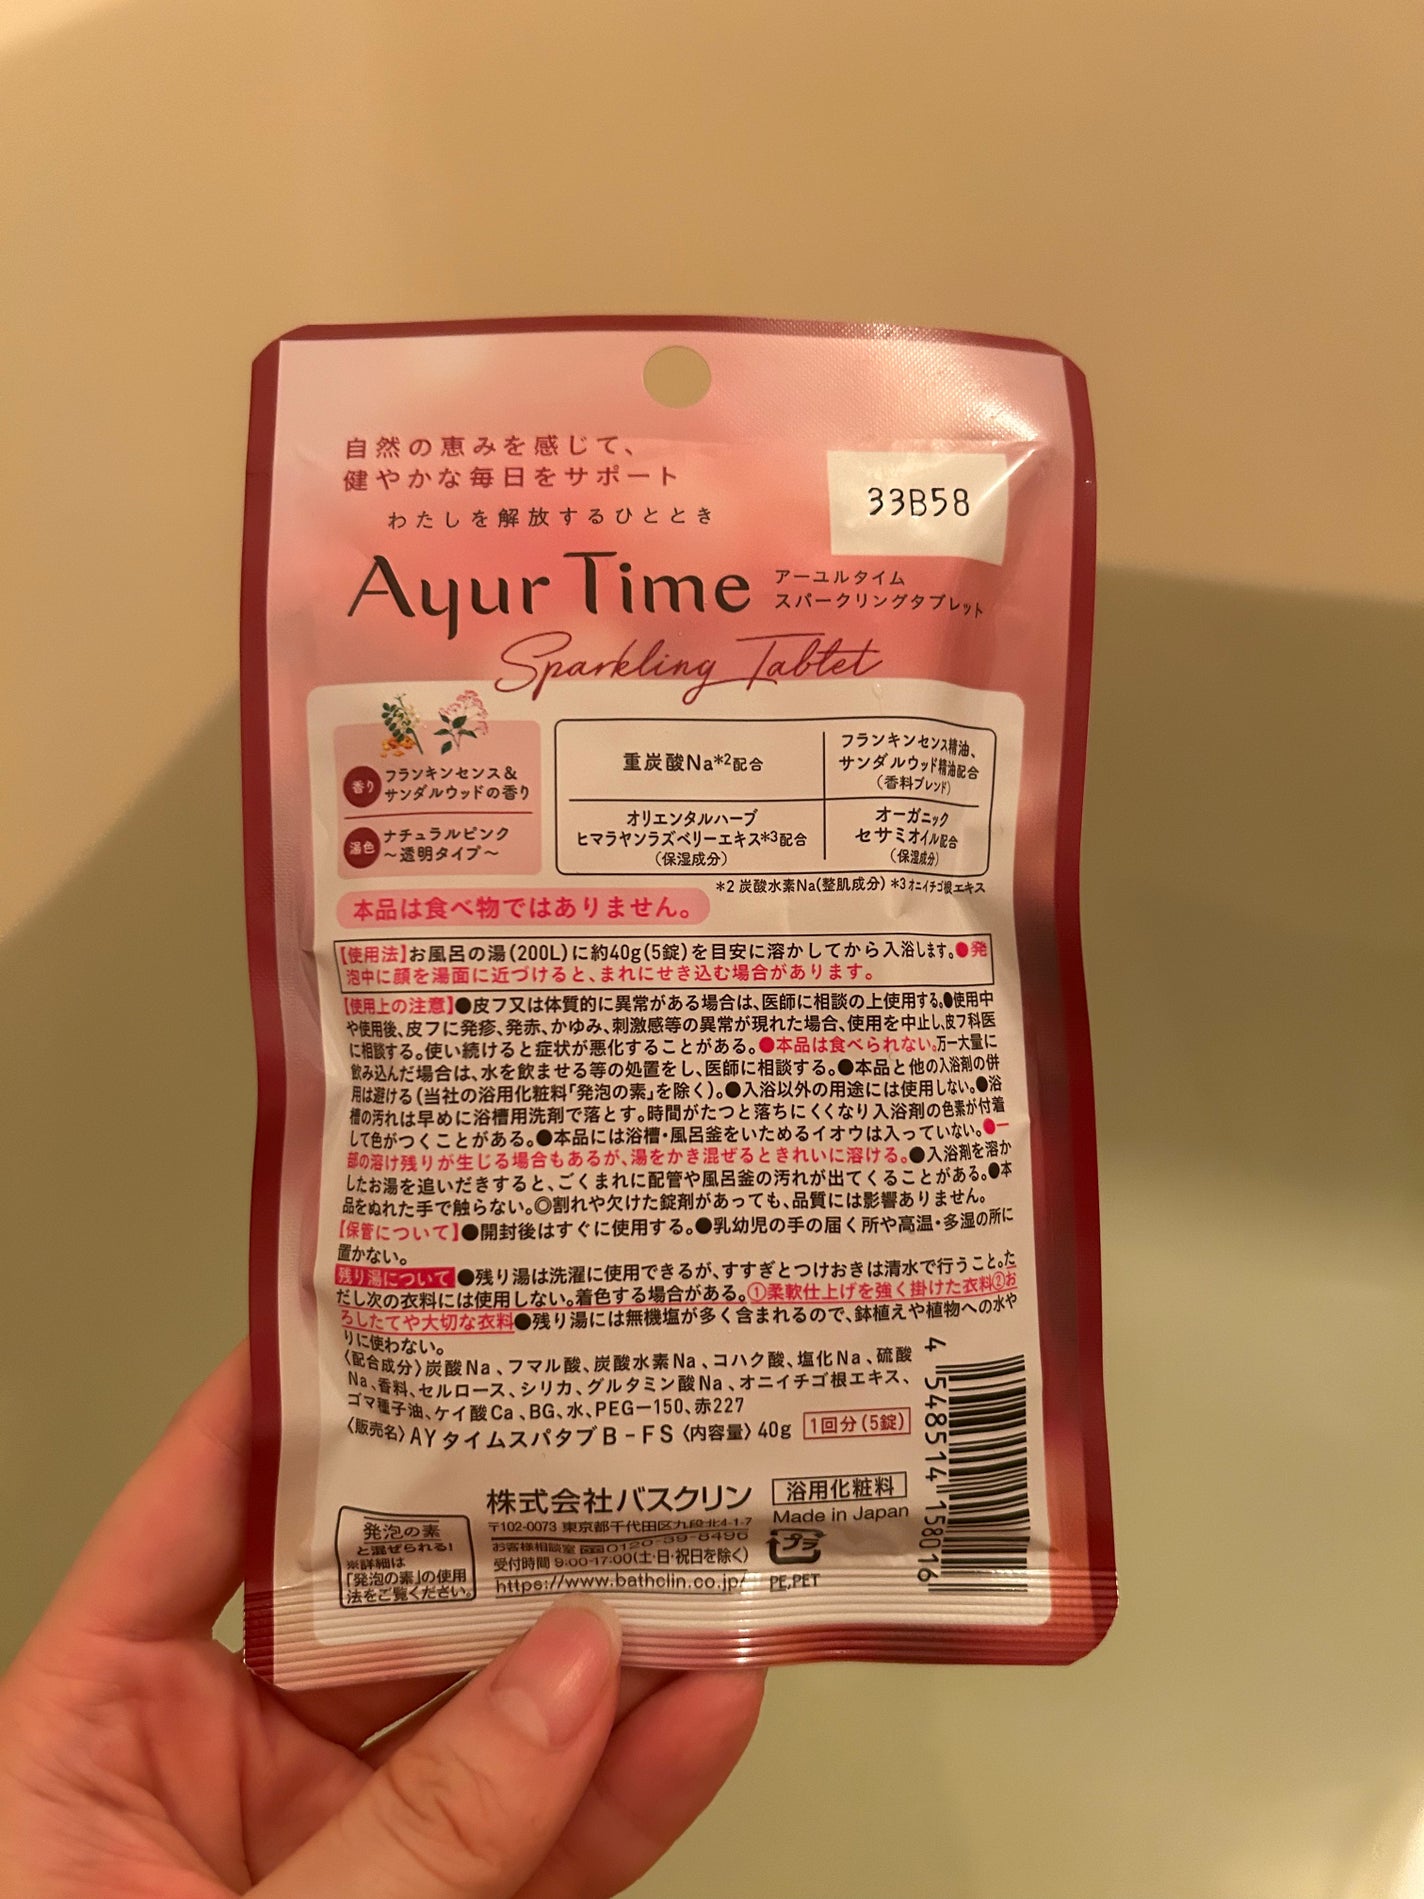 自然の恵みを感じて、
健やかな毎日をサポート
わたしを解放するひととき
33B58
Ayur Time
アーユルタイム
スパークリングタブレット
Sparkling Tablet
香り
フランキンセンス&
サンダルウッドの香り
湯色
ナチュラルピンク
〜透明タイプ〜
重炭酸Na*2配合
フランキンセンス精油、
サンダルウッド精油配合
(香料ブレンド)
オリエンタルハーブ
ヒマラヤンラズベリーエキス*3配合
(保湿成分)
オーガニック
セサミオイル配合
(保湿成分)
*2 炭酸水素Na(整肌成分) *3 オニイチゴ根エキス
本品は食べ物ではありません。
【使用法】お風呂の湯(200L)に約40g(5錠)を目安に溶かしてから入浴します。●発
泡中に顔を湯面に近づけると、まれにせき込む場合があります。
【使用上の注意】●皮フ又は体質的に異常がある場合は、医師に相談の上使用する。●使用中
や使用後、皮フに発疹、発赤、かゆみ、刺激感等の異常が現れた場合、使用を中止し、皮フ科医
に相談する。使い続けると症状が悪化することがある。●本品は食べられない。万一大量に
飲み込んだ場合は、水を飲ませる等の処置をし、医師に相談する。●本品と他の入浴剤の併
用は避ける(当社の浴用化粧料「発泡の素」を除く)。●入浴以外の用途には使用しない。●浴
槽の汚れは早めに浴槽用洗剤で落とす。時間がたつと落ちにくくなり入浴剤の色素が付着
して色がつくことがある。●本品には浴槽・風呂釜をいためるイオウは入っていない。●一
部の溶け残りが生じる場合もあるが、湯をかき混ぜるときれいに溶ける。●入浴剤を溶か
したお湯を追いだきすると、ごくまれに配管や風呂釜の汚れが出てくることがある。●本
品をぬれた手で触らない。◎割れや欠けた錠剤があっても、品質には影響ありません。
【保管について】●開封後はすぐに使用する。●乳幼児の手の届く所や高温・多湿の所に
置かない。
残り湯について●残り湯は洗濯に使用できるが、すすぎとつけおきは清水で行うこと。た
だし次の衣料には使用しない。着色する場合がある。①柔軟仕上げを強く掛けた衣料②お
ろしたてや大切な衣料●残り湯には無機塩が多く含まれるので、鉢植えや植物への水や
りに使わない。
〈配合成分〉炭酸Na、フマル酸、炭酸水素Na、コハク酸、塩化Na、硫酸
Na、香料、セルロース、シリカ、グルタミン酸Na、オニイチゴ根エキス、
ゴマ種子油、ケイ酸Ca、BG、水、PEG－150、赤227
〈販売名〉AYタイムスパタブB－FS〈内容量〉40g 1回分(5錠)
4 548514 158016
発泡の素
と混ぜられる!
※詳細は
「発泡の素」の使用
法をご覧ください。
株式会社バスクリン
〒102-0073 東京都千代田区九段北4-1-7
お客様相談室 0120-39-8496
受付時間 9:00-17:00(土・日・祝日を除く)
https://www.bathclin.co.jp/
浴用化粧料
Made in Japan
プラ
PE,PET